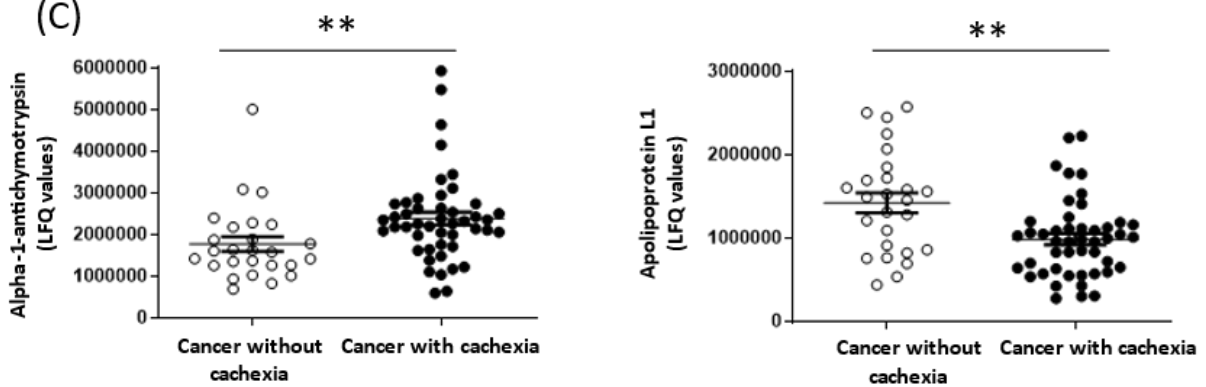 (C)
**
Alpha-1-antichymotrypsin
(LFQ values)
6000000
5000000
4000000
3000000
2000000
1000000
0
Cancer without
cachexia
Cancer with cachexia
**
Apolipoprotein L1
(LFQ values)
3000000
2000000
1000000
0
Cancer without
cachexia
Cancer with cachexia